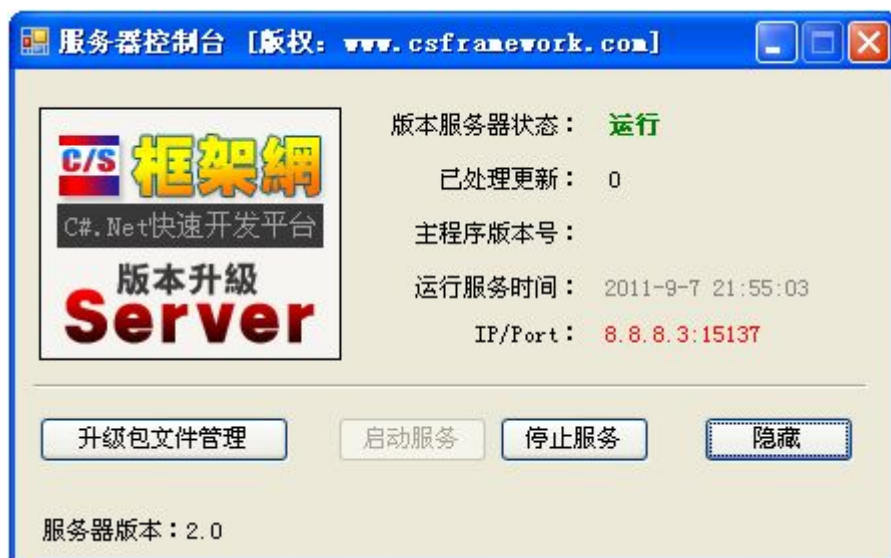 服务器控制台 [版权: www.csframework.com]
C/S 框架網
C#.Net快速开发平台
版本升級
Server
版本服务器状态： 运行
已处理更新： 0
主程序版本号：
运行服务时间： 2011-9-7 21:55:03
IP/Port： 8.8.8.3:15137
升级包文件管理 启动服务 停止服务 隐藏
服务器版本：2.0